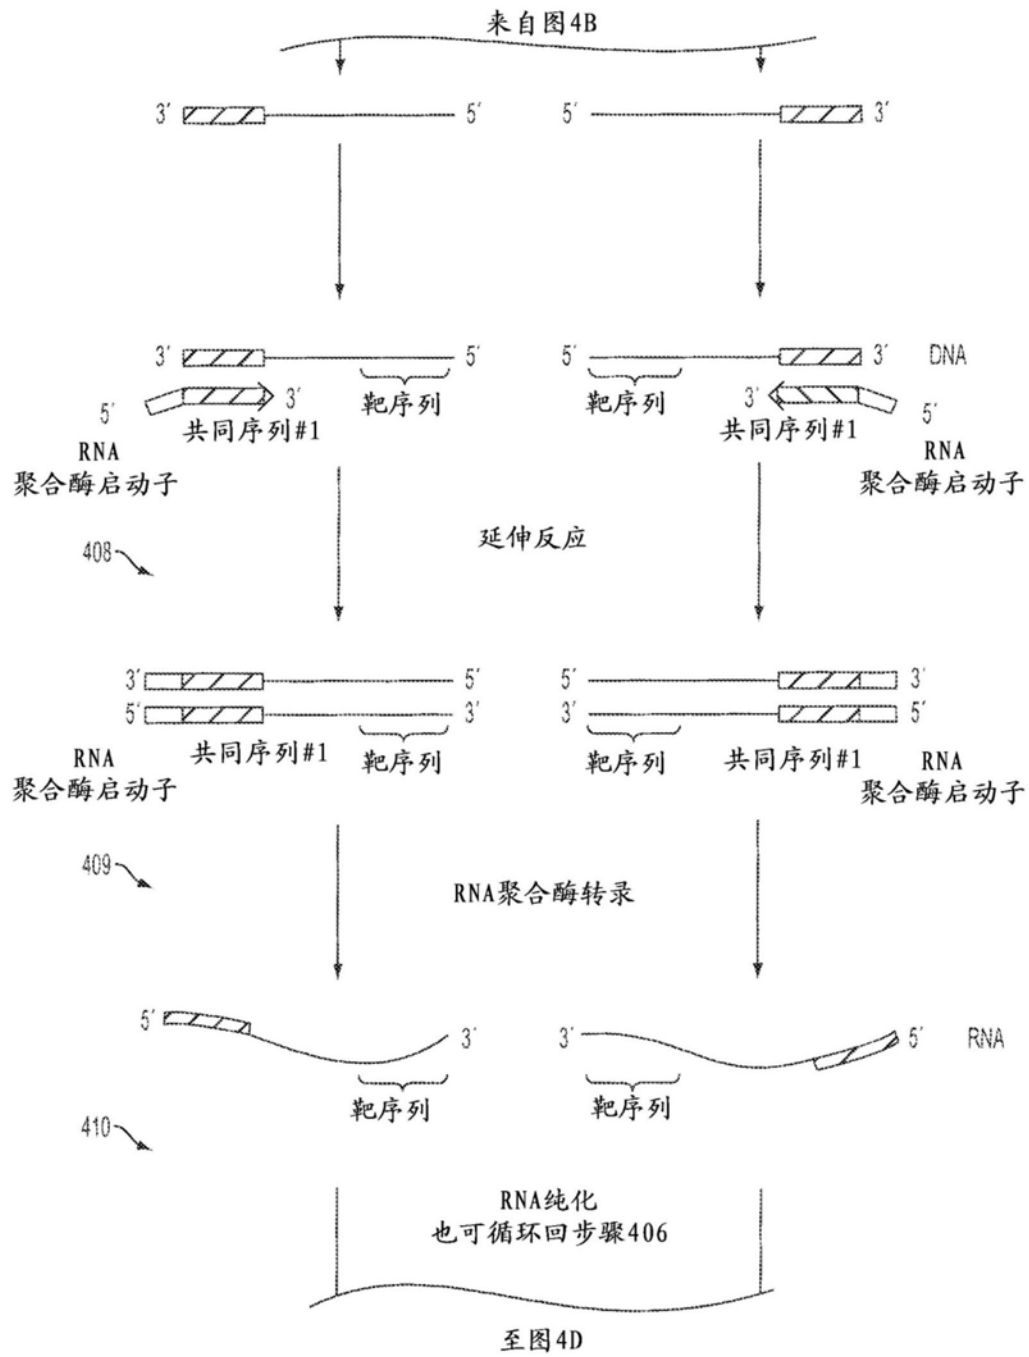 来自图4B
3′ 5′ 5′ 3′
3′ 5′ 5′ 3′ DNA
5′ 3′ 靶序列 靶序列 3′ 5′
共同序列#1 共同序列#1
RNA RNA
聚合酶启动子 聚合酶启动子
延伸反应
408
3′ 5′ 5′ 3′
5′ 3′ 3′ 5′
共同序列#1 靶序列 靶序列 共同序列#1
RNA RNA
聚合酶启动子 聚合酶启动子
409
RNA聚合酶转录
5′ 3′ 3′ 5′ RNA
靶序列 靶序列
410
RNA纯化
也可循环回步骤406
至图4D